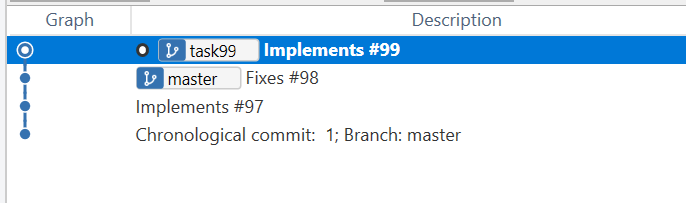 Graph Description
task99 Implements #99
master Fixes #98
Implements #97
Chronological commit:  1; Branch: master